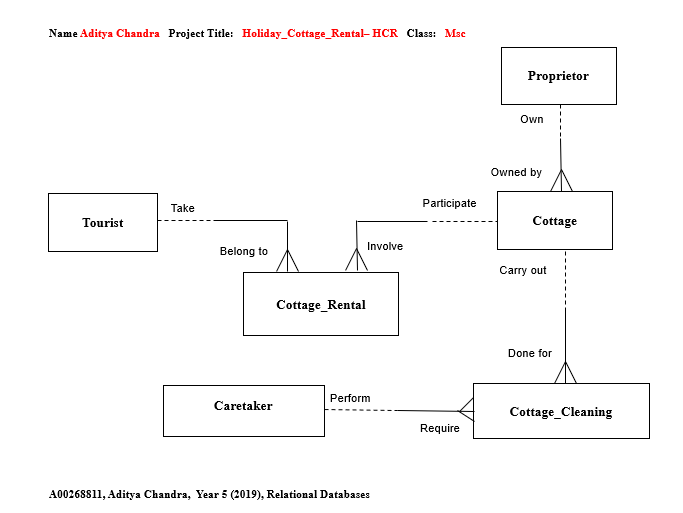 Name Aditya Chandra Project Title: Holiday_Cottage_Rental– HCR Class: Msc
Proprietor
Own
Owned by
Take
Participate
Tourist
Cottage
Belong to
Involve
Carry out
Cottage_Rental
Done for
Perform
Caretaker
Cottage_Cleaning
Require
A00268811, Aditya Chandra, Year 5 (2019), Relational Databases